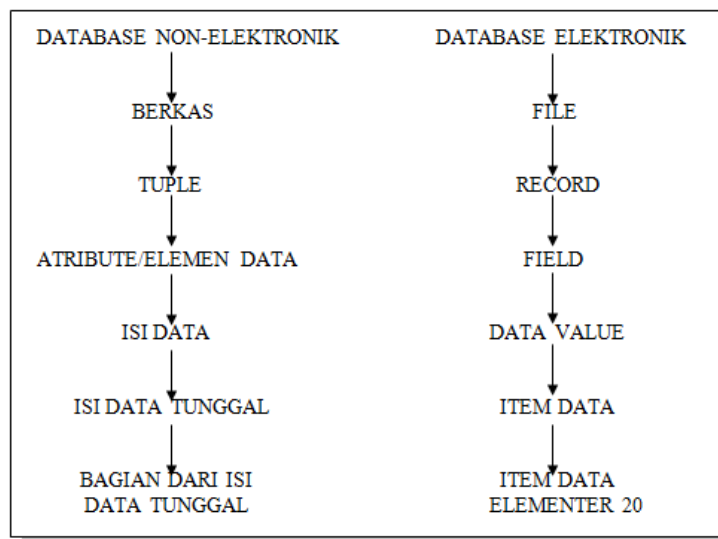 DATABASE NON-ELEKTRONIK
BERKAS
TUPLE
ATRIBUTE/ELEMEN DATA
ISI DATA
ISI DATA TUNGGAL
BAGIAN DARI ISI
DATA TUNGGAL
DATABASE ELEKTRONIK
FILE
RECORD
FIELD
DATA VALUE
ITEM DATA
ITEM DATA
ELEMENTER 20